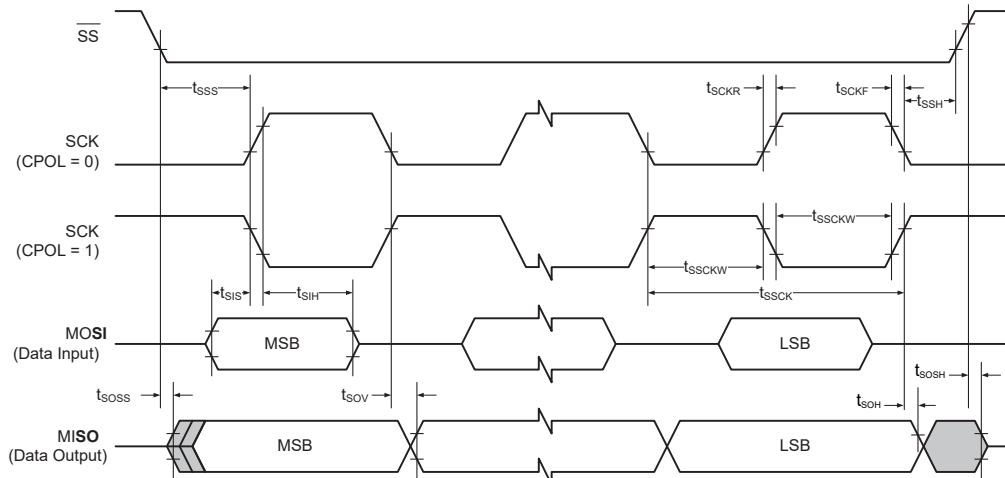 SS
tSSS
tSCKR
tSCKF
tSSH
SCK
(CPOL = 0)
SCK
(CPOL = 1)
tSSCKW
tSSCKW
tSSCK
tSIS
tSIH
MOSI
(Data Input)
MSB
LSB
tSOSS
tSOV
tSOH
tSOSH
MISO
(Data Output)
MSB
LSB